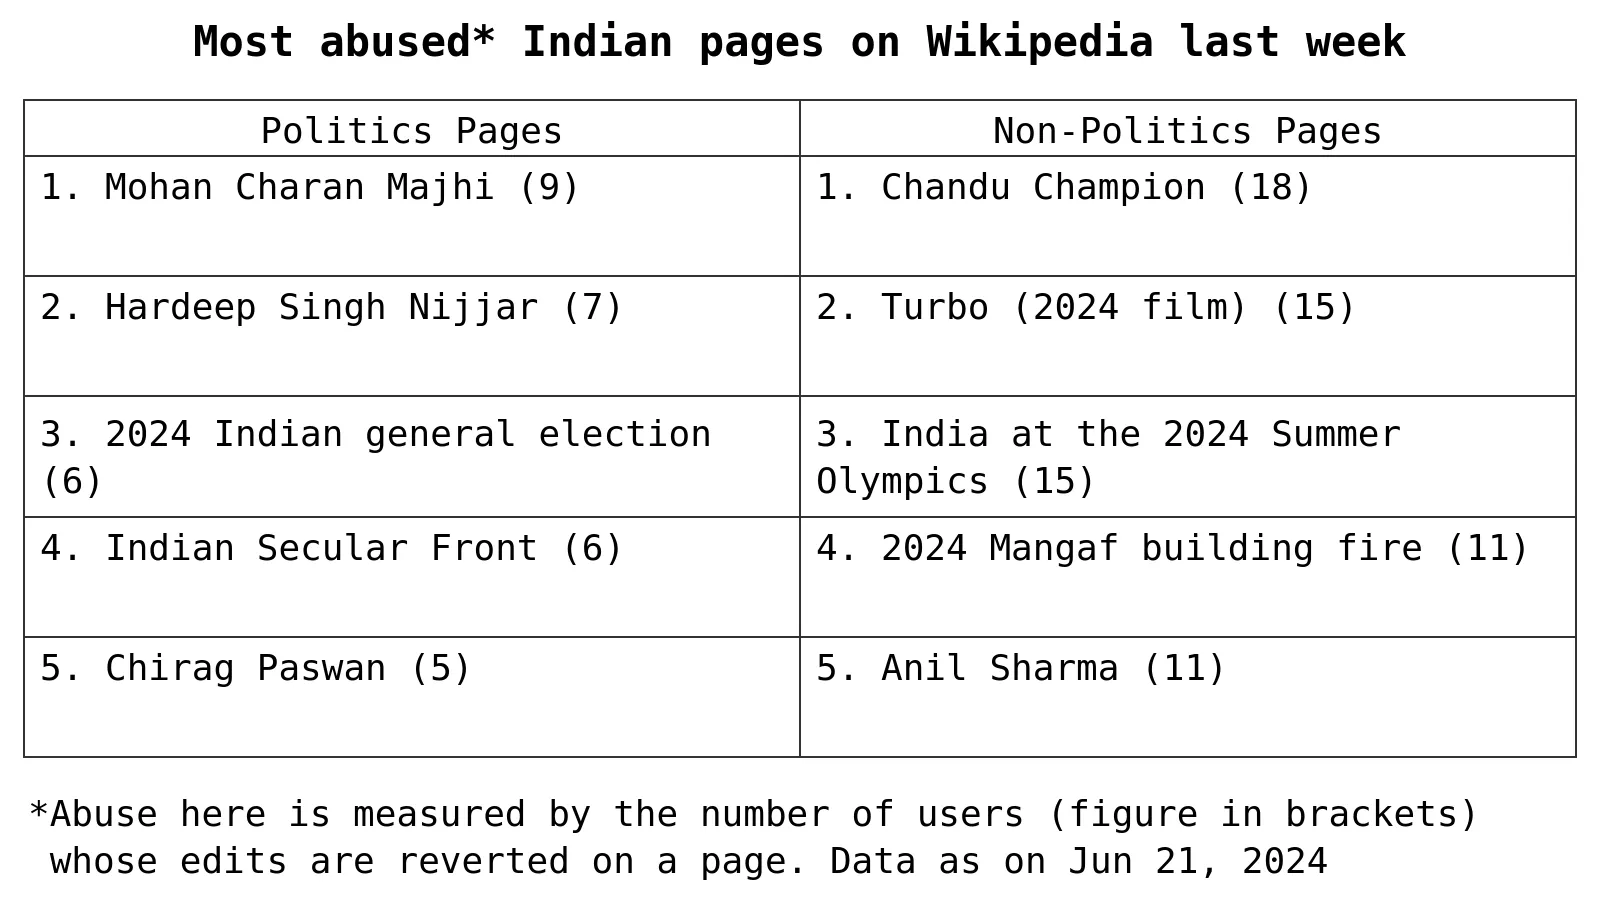 Most abused* Indian pages on Wikipedia last week
Politics Pages
Non-Politics Pages
1. Mohan Charan Majhi (9)
1. Chandu Champion (18)
2. Hardeep Singh Nijjar (7)
2. Turbo (2024 film) (15)
3. 2024 Indian general election
(6)
3. India at the 2024 Summer
Olympics (15)
4. Indian Secular Front (6)
4. 2024 Mangaf building fire (11)
5. Chirag Paswan (5)
5. Anil Sharma (11)
*Abuse here is measured by the number of users (figure in brackets)
whose edits are reverted on a page. Data as on Jun 21, 2024